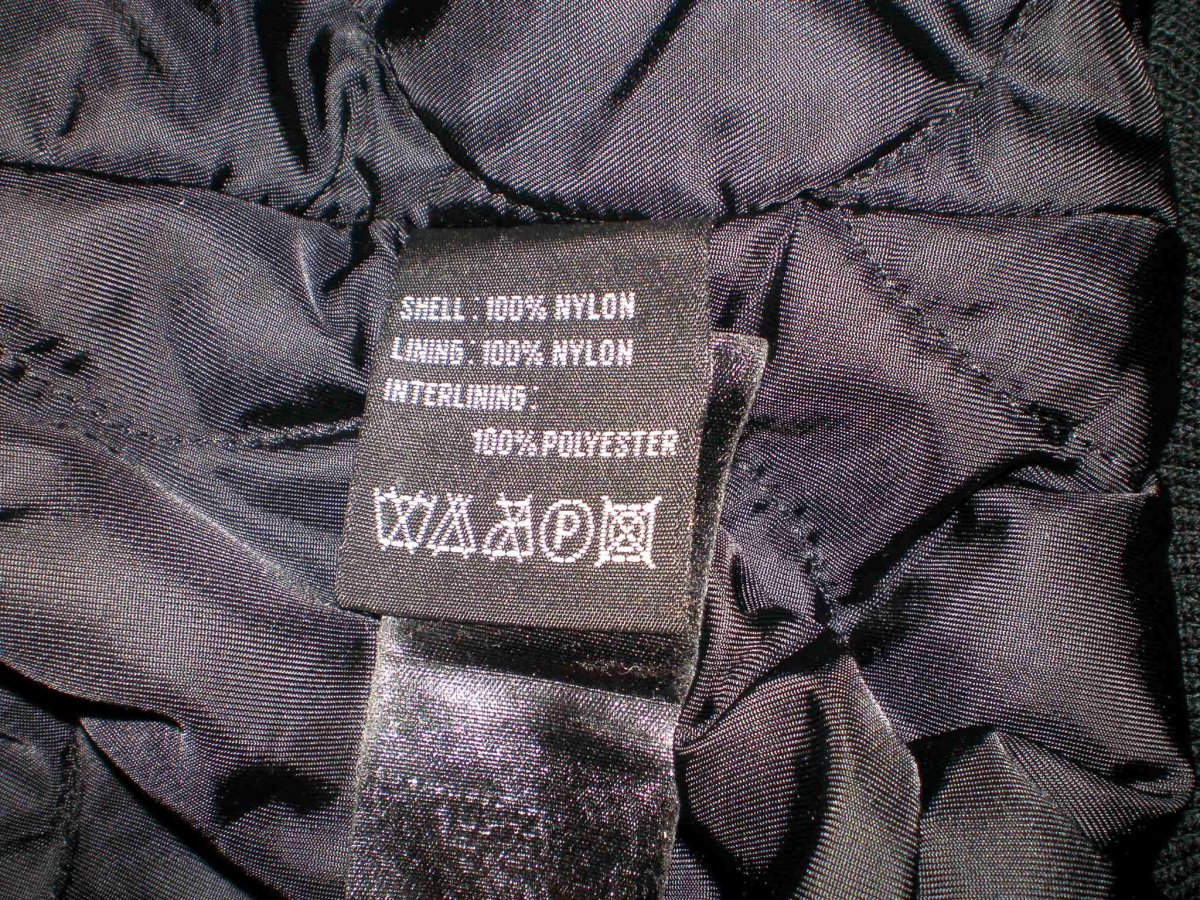 SHELL : 100% NYLON
LINING : 100% NYLON
INTERLINING :
100% POLYESTER
P